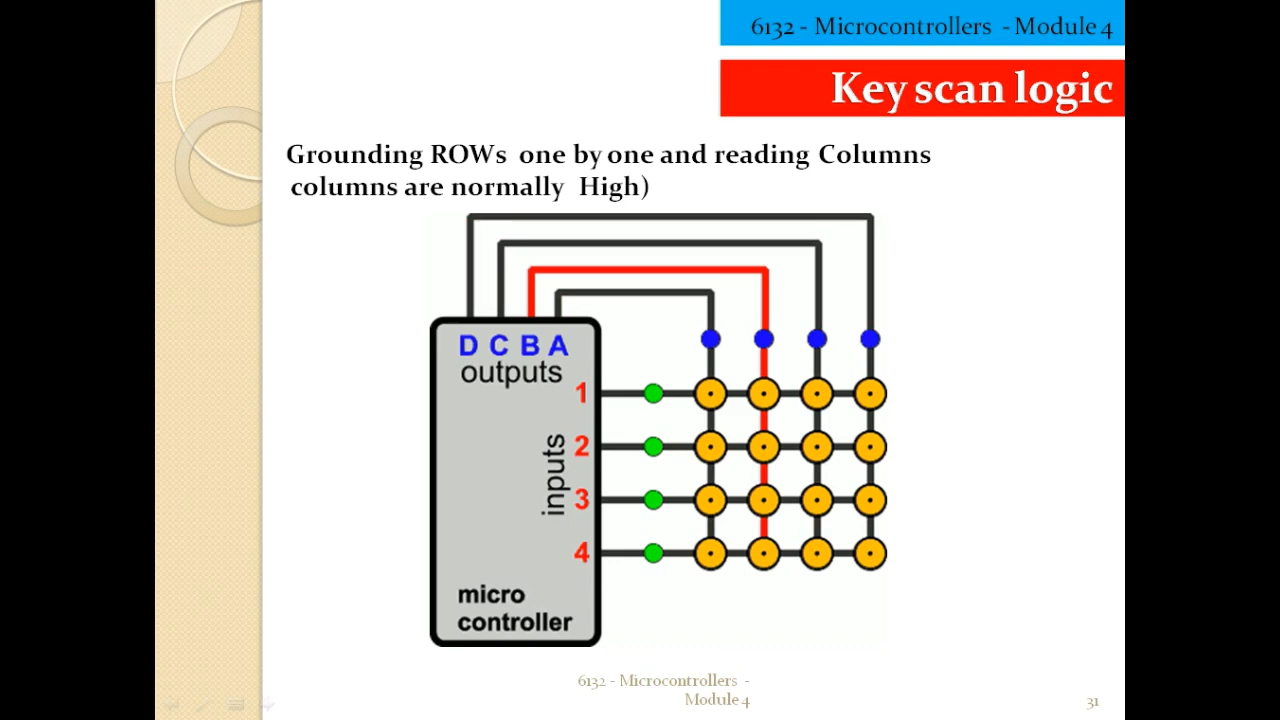 6132 - Microcontrollers - Module 4
Key scan logic
Grounding ROWs one by one and reading Columns
columns are normally High)
D C B A
outputs
1
2
3
4
inputs
micro
controller
6132 - Microcontrollers -
Module 4
31